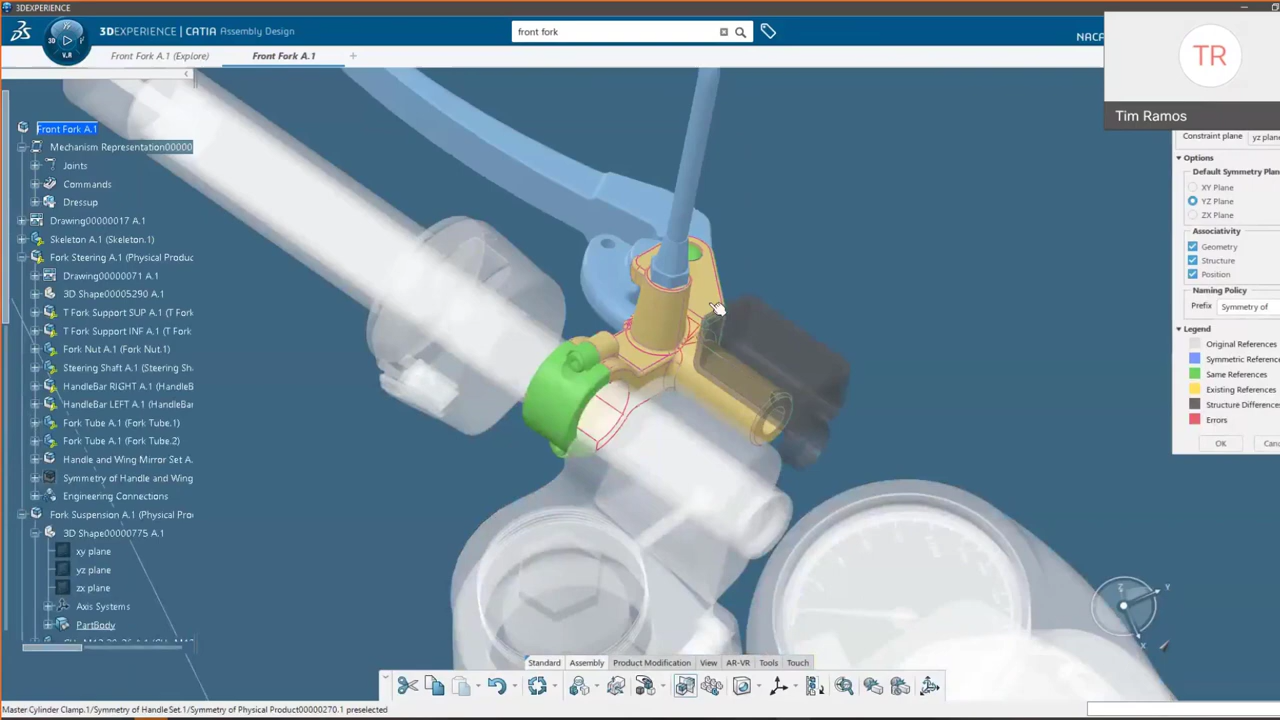 3DEXPERIENCE
3DEXPERIENCE | CATIA Assembly Design
front fork
NACA
TR
Tim Ramos
Front Fork A.1 (Explore)
Front Fork A.1
Front Fork A.1
Mechanism Representation00000
Joints
Commands
Dressup
Drawing00000017 A.1
Skeleton A.1 (Skeleton.1)
Fork Steering A.1 (Physical Produc
Drawing00000071 A.1
3D Shape00005290 A.1
T Fork Support SUP A.1 (T Fork
T Fork Support INF A.1 (T Fork
Fork Nut A.1 (Fork Nut.1)
Steering Shaft A.1 (Steering Sh
HandleBar RIGHT A.1 (HandleBar
HandleBar LEFT A.1 (HandleBar
Fork Tube A.1 (Fork Tube.1)
Fork Tube A.1 (Fork Tube.2)
Handle and Wing Mirror Set A.
Symmetry of Handle and Wing
Engineering Connections
Fork Suspension A.1 (Physical Pro
3D Shape00000775 A.1
xy plane
yz plane
zx plane
Axis Systems
PartBody
Constraint plane yz plane
Options
Default Symmetry Plan
XY Plane
YZ Plane
ZX Plane
Associativity
Geometry
Structure
Position
Naming Policy
Prefix Symmetry of
Legend
Original References
Symmetric Reference
Same References
Existing References
Structure Differences
Errors
OK Canc
Z
Y
X
Standard Assembly Product Modification View AR-VR Tools Touch
Master Cylinder Clamp.1/Symmetry of Handle Set.1/Symmetry of Physical Product00000270.1 preselected